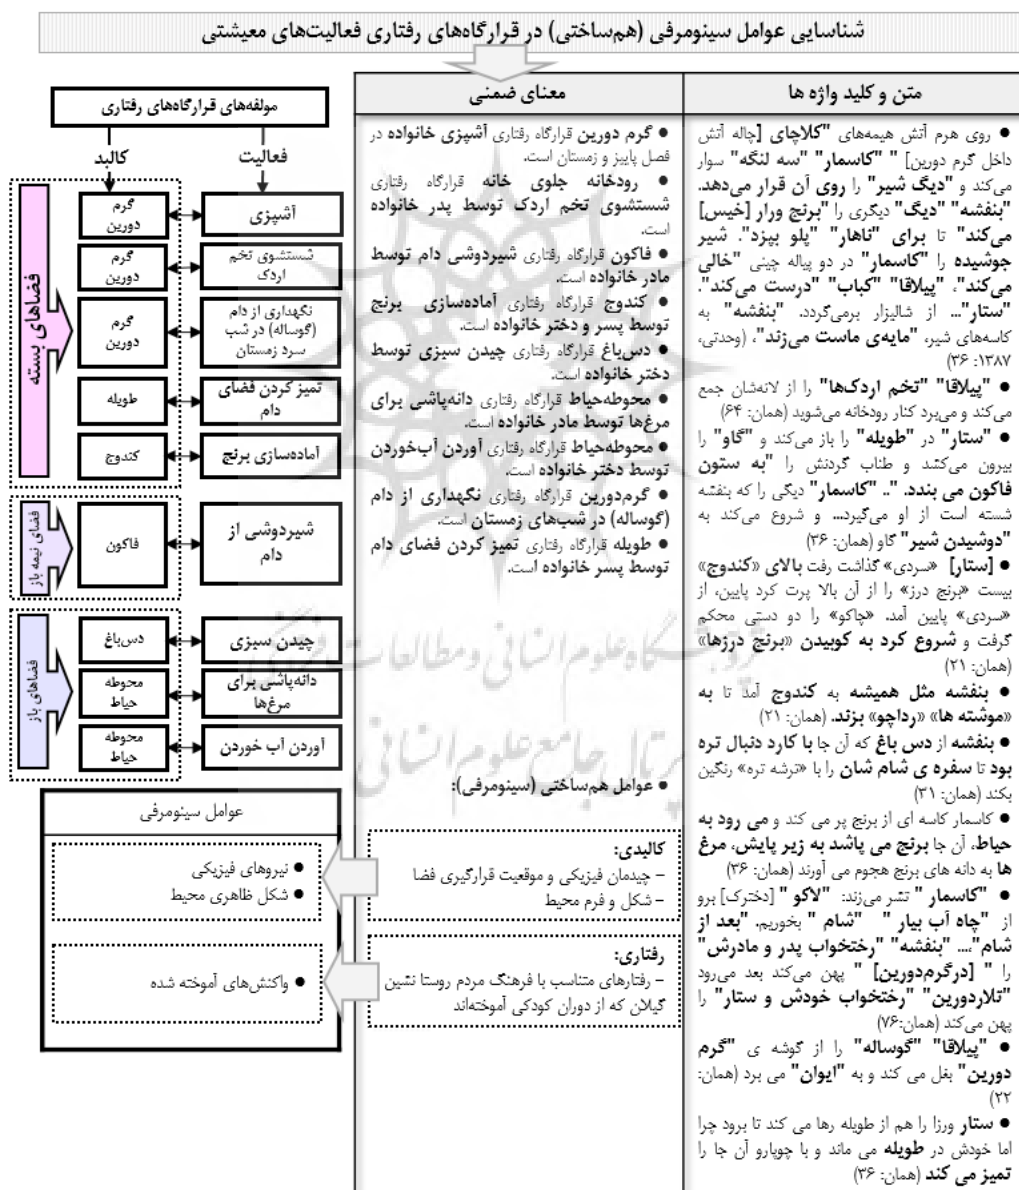 شناسایی عوامل سینومرفی (هم‌ساختی) در قرارگاه‌های رفتاری فعالیت‌های معیشتی
متن و کلید واژه ها
● روی هرم آتش هیمه‌های "کلاچای [چاله آتش
داخل گرم دورین] " "کاسمار" "سه لنگه" سوار
می‌کند و "دیگ شیر" را روی آن قرار می‌دهد.
"بنفشه" "دیگ" دیگری را "برنج ورار [خیس]
می‌کند" تا برای "ناهار" "پلو بپزد". شیر
جوشیده را "کاسمار" در دو پیاله چینی "خالی
می‌کند"، "پیلاقا" "کباب" "درست می‌کند".
"ستار"... از شالیزار برمی‌گردد. "بنفشه" به
کاسه‌های شیر، "مایه‌ی ماست می‌زند"، (وحدتی،
۱۳۸۷: ۳۶)
● "پیلاقا" "تخم اردک‌ها" را از لانه‌شان جمع
می‌کند و می‌برد کنار رودخانه می‌شوید (همان: ۶۴)
● "ستار" در "طویله" را باز می‌کند و "گاو" را
بیرون می‌کشد و طناب گردنش را "به ستون
فاکون می بندد. ".. "کاسمار" دیگی را که بنفشه
شسته است از او می‌گیرد... و شروع می‌کند به
"دوشیدن شیر" گاو (همان: ۳۶)
● [ستار] «سردی» گذاشت رفت بالای «کندوج»
بیست «برنج درز» را از آن بالا پرت کرد پایین، از
«سردی» پایین آمد. «چاکو» را دو دستی محکم
گرفت و شروع کرد به کوبیدن «برنج درزها»
(همان: ۲۱)
● بنفشه مثل همیشه به کندوج آمد تا به
«موشته ها» «رداچو» بزند. (همان: ۲۱)
● بنفشه از دس باغ که آن جا با کارد دنبال تره
بود تا سفره ی شام شان را با «ترشه تره» رنگین
بکند (همان: ۳۱)
● کاسمار کاسه ای از برنج پر می کند و می رود به
حیاط، آن جا برنج می پاشد به زیر پایش، مرغ
ها به دانه های برنج هجوم می آورند (همان: ۳۶)
● "کاسمار " تشر می‌زند: "لاکو " [دخترک] برو
از "چاه آب بیار " "شام " بخوریم. "بعد از
شام"... "بنفشه" "رختخواب پدر و مادرش"
را " [درگرم‌دورین] " پهن می‌کند بعد می‌رود
"تلاردورین" "رختخواب خودش و ستار" را
پهن می‌کند (همان:۷۶)
● "پیلاقا" "گوساله" را از گوشه ی "گرم
دورین" بغل می کند و به "ایوان" می برد (همان:
۲۲)
● ستار ورزا را هم از طویله رها می کند تا برود چرا
اما خودش در طویله می ماند و با چوپارو آن جا را
تمیز می کند (همان: ۳۶)
معنای ضمنی
● گرم دورین قرارگاه رفتاری آشپزی خانواده در
فصل پاییز و زمستان است.
● رودخانه جلوی خانه قرارگاه رفتاری
شستشوی تخم اردک توسط پدر خانواده
است.
● فاکون قرارگاه رفتاری شیردوشی دام توسط
مادر خانواده است.
● کندوج قرارگاه رفتاری آماده‌سازی برنج
توسط پسر و دختر خانواده است.
● دس‌باغ قرارگاه رفتاری چیدن سبزی توسط
دختر خانواده است.
● محوطه‌حیاط قرارگاه رفتاری دانه‌پاشی برای
مرغ‌ها توسط مادر خانواده است.
● محوطه‌حیاط قرارگاه رفتاری آوردن آب‌خوردن
توسط دختر خانواده است.
● گرم‌دورین قرارگاه رفتاری نگهداری از دام
(گوساله) در شب‌های زمستان است.
● طویله قرارگاه رفتاری تمیز کردن فضای دام
توسط پسر خانواده است.
● عوامل هم‌ساختی (سینومرفی):
کالبدی:
– چیدمان فیزیکی و موقعیت قرارگیری فضا
– شکل و فرم محیط
رفتاری:
– رفتارهای متناسب با فرهنگ مردم روستا نشین
گیلان که از دوران کودکی آموخته‌اند
مولفه‌های قرارگاه‌های رفتاری
فعالیت
کالبد
آشپزی
گرم
دورین
شستشوی تخم
اردک
گرم
دورین
نگهداری از دام
(گوساله) در شب
سرد زمستان
گرم
دورین
تمیز کردن فضای
دام
طویله
آماده‌سازی برنج
کندوج
فضاهای بسته
شیردوشی از
دام
فاکون
فضای نیمه باز
چیدن سبزی
دس‌باغ
دانه‌پاشی برای
مرغ‌ها
محوطه
حیاط
آوردن آب خوردن
محوطه
حیاط
فضاهای باز
عوامل سینومرفی
● نیروهای فیزیکی
● شکل ظاهری محیط
● واکنش‌های آموخته شده
پژوهشگاه علوم انسانی و مطالعات فرهنگی
پرتال جامع علوم انسانی